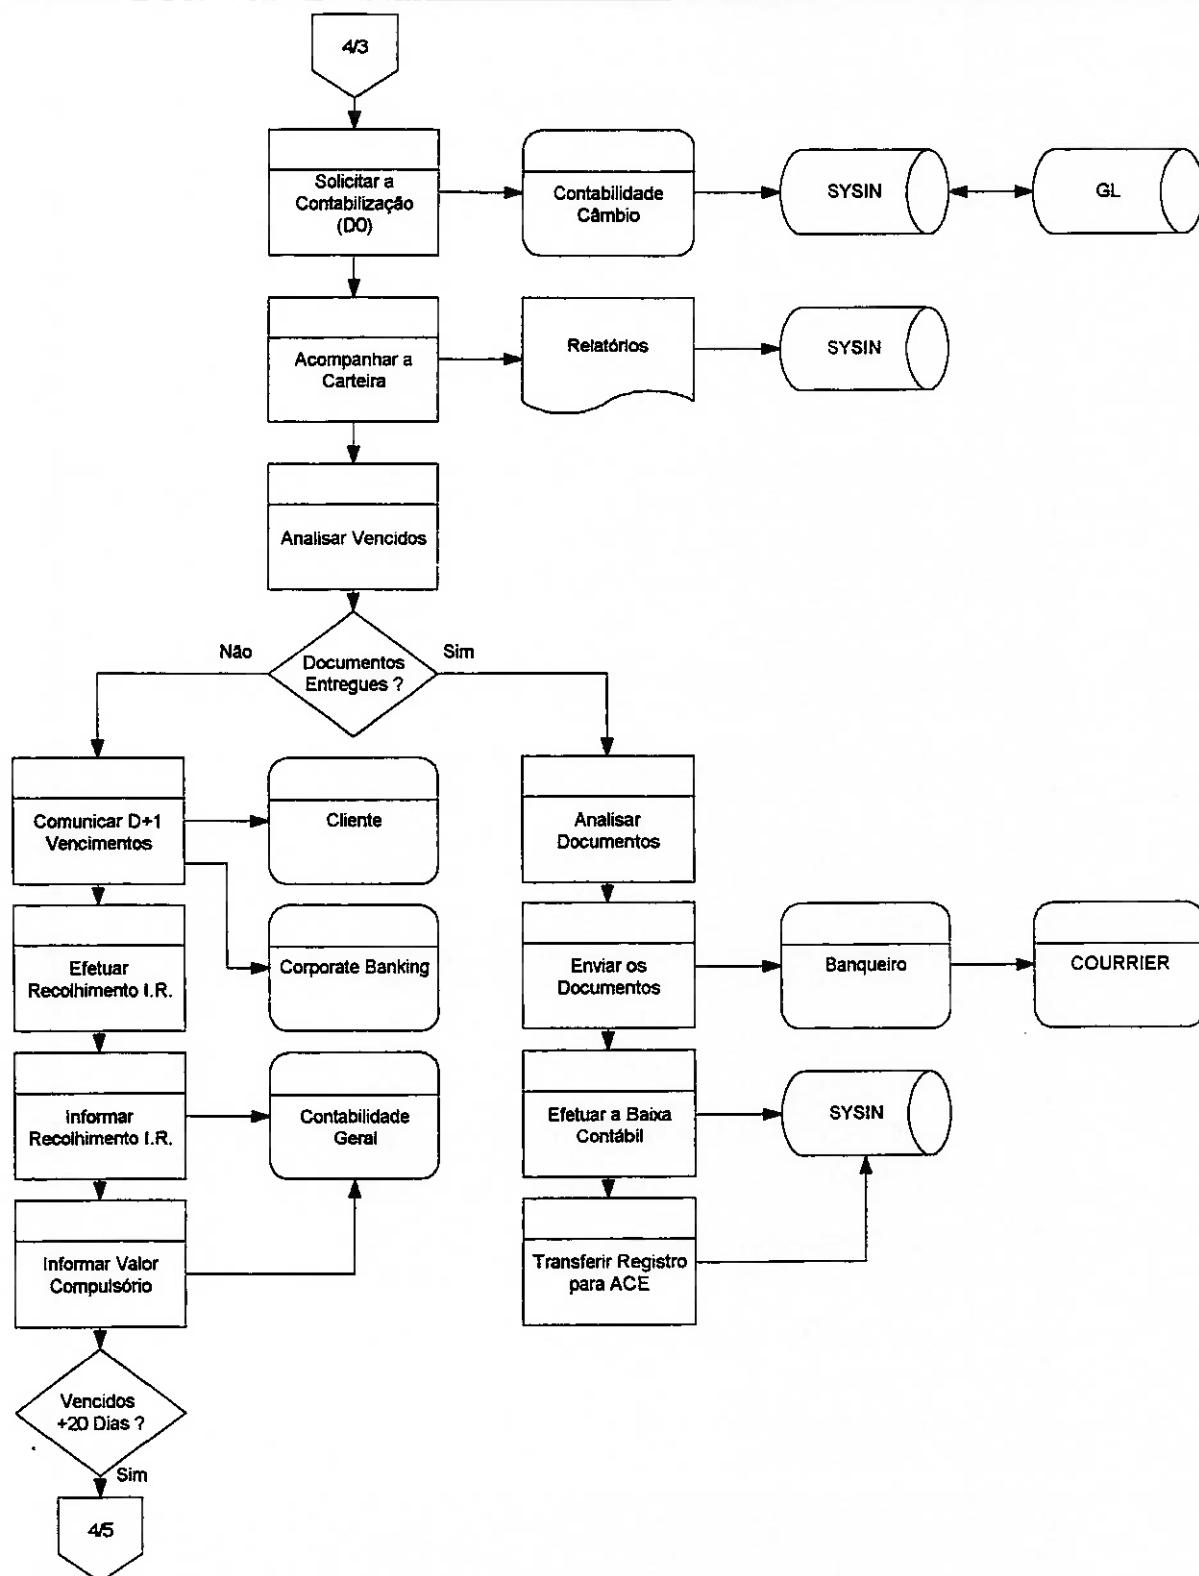 4/3
Solicitar a
Contabilização
(D0)
Contabilidade
Câmbio
SYSIN
GL
Acompanhar a
Carteira
Relatórios
SYSIN
Analisar Vencidos
Não
Documentos
Entregues ?
Sim
Comunicar D+1
Vencimentos
Cliente
Analisar
Documentos
Efetuar
Recolhimento I.R.
Corporate Banking
Enviar os
Documentos
Banqueiro
COURRIER
Informar
Recolhimento I.R.
Contabilidade
Geral
Efetuar a Baixa
Contábil
SYSIN
Informar Valor
Compulsório
Transferir Registro
para ACE
Vencidos
+20 Dias ?
Sim
4/5